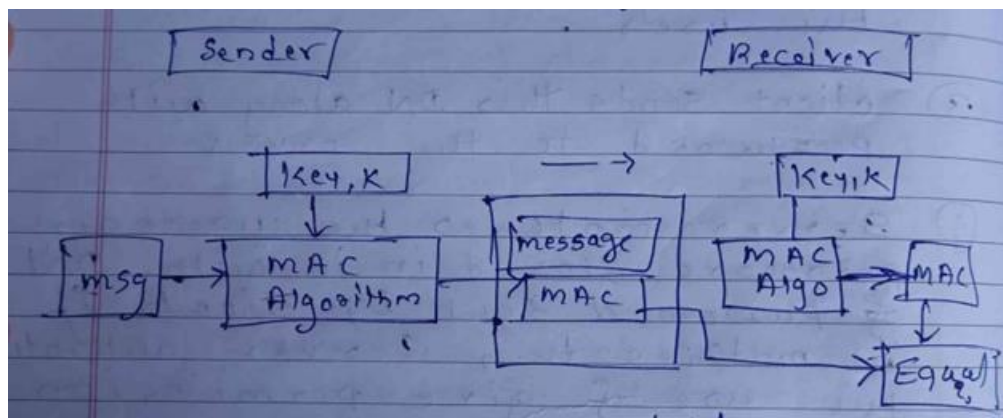 Sender
Receiver
Key, K
Key, K
msg
MAC
Algorithm
message
MAC
MAC
Algo
MAC
Equal